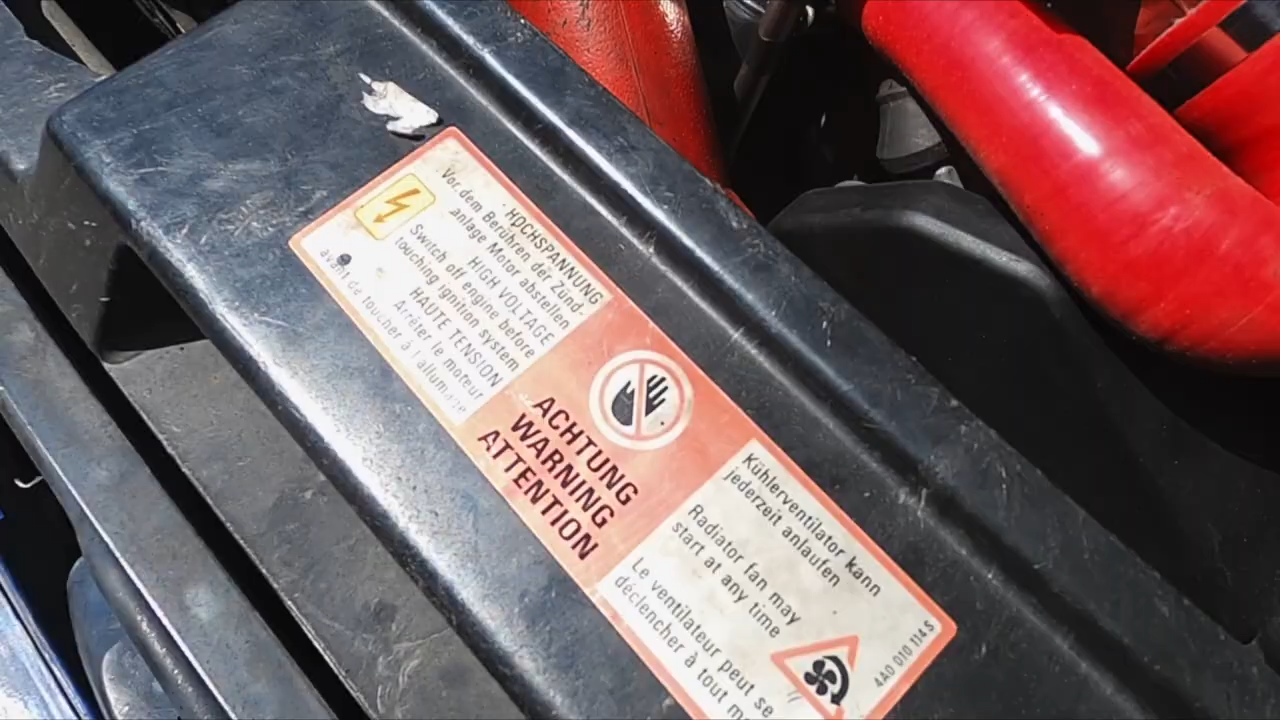 HOCHSPANNUNG
Vor dem Berühren der Zünd-
anlage Motor abstellen
HIGH VOLTAGE
Switch off engine before
touching ignition system
HAUTE TENSION
Arrêter le moteur
avant de toucher à l'allumage
ACHTUNG
WARNING
ATTENTION
Kühlerventilator kann
jederzeit anlaufen
Radiator fan may
start at any time
Le ventilateur peut se
déclencher à tout
4A0 010 114 S